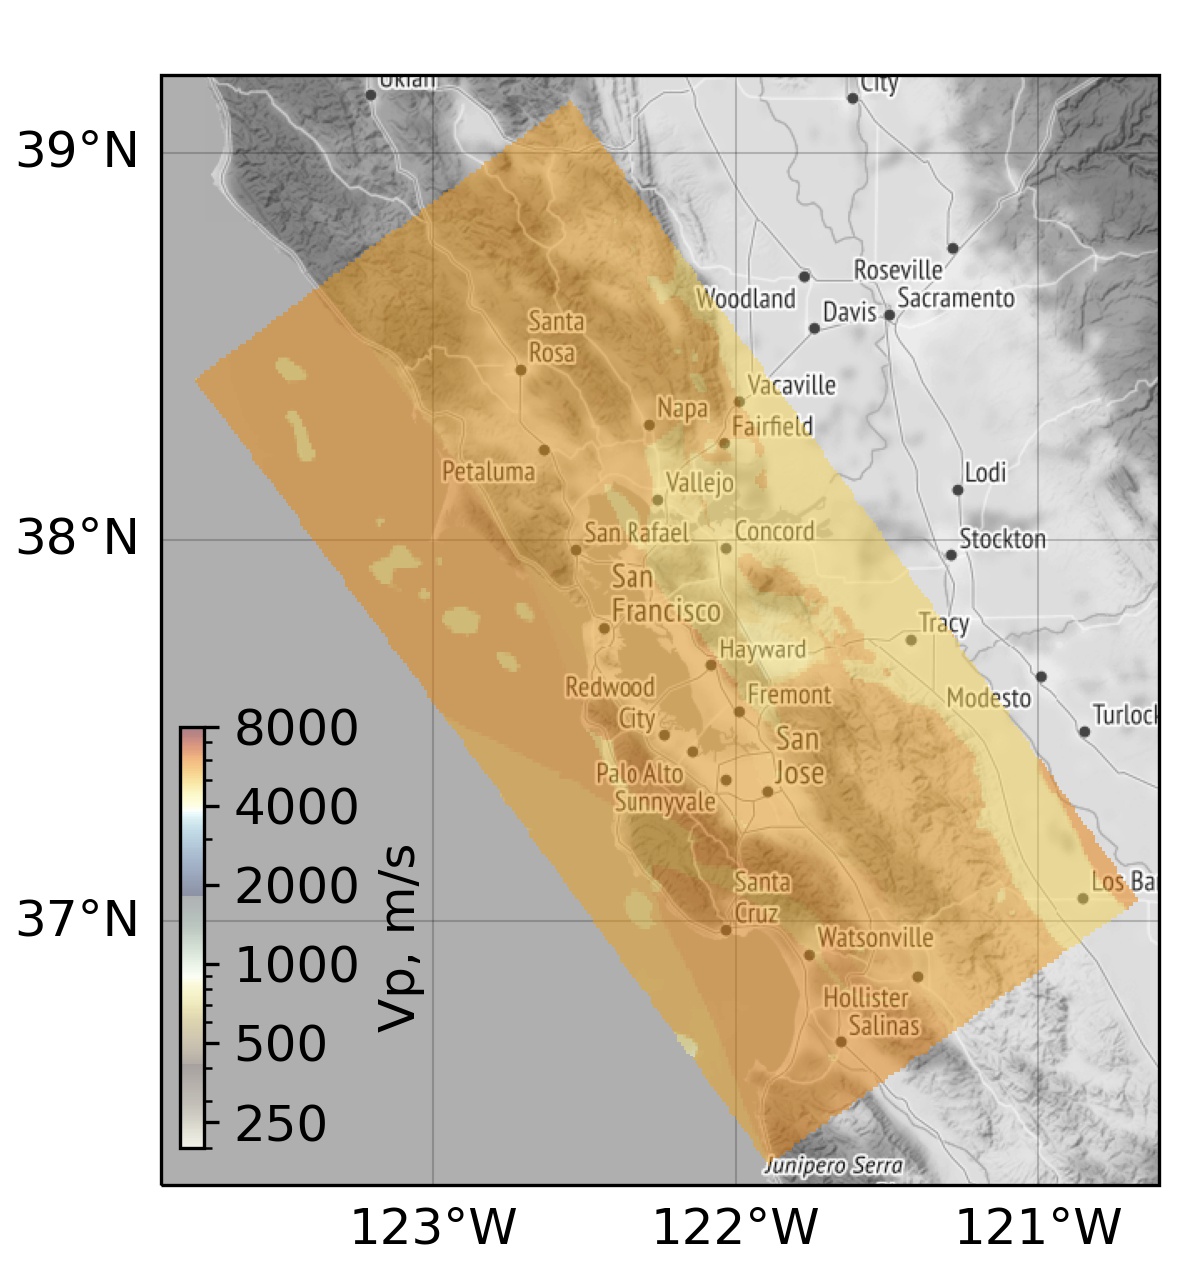 Ukiah
City
39°N
Roseville
Woodland
Sacramento
Davis
Santa
Rosa
Vacaville
Napa
Fairfield
Petaluma
Vallejo
Lodi
38°N
San Rafael
Concord
Stockton
San
Francisco
Tracy
Hayward
Redwood
City
Fremont
Modesto
Turlock
San
Jose
Palo Alto
Sunnyvale
8000
4000
2000
1000
500
250
Vp, m/s
Santa
Cruz
Los Ba
37°N
Watsonville
Hollister
Salinas
Junipero Serra
123°W
122°W
121°W